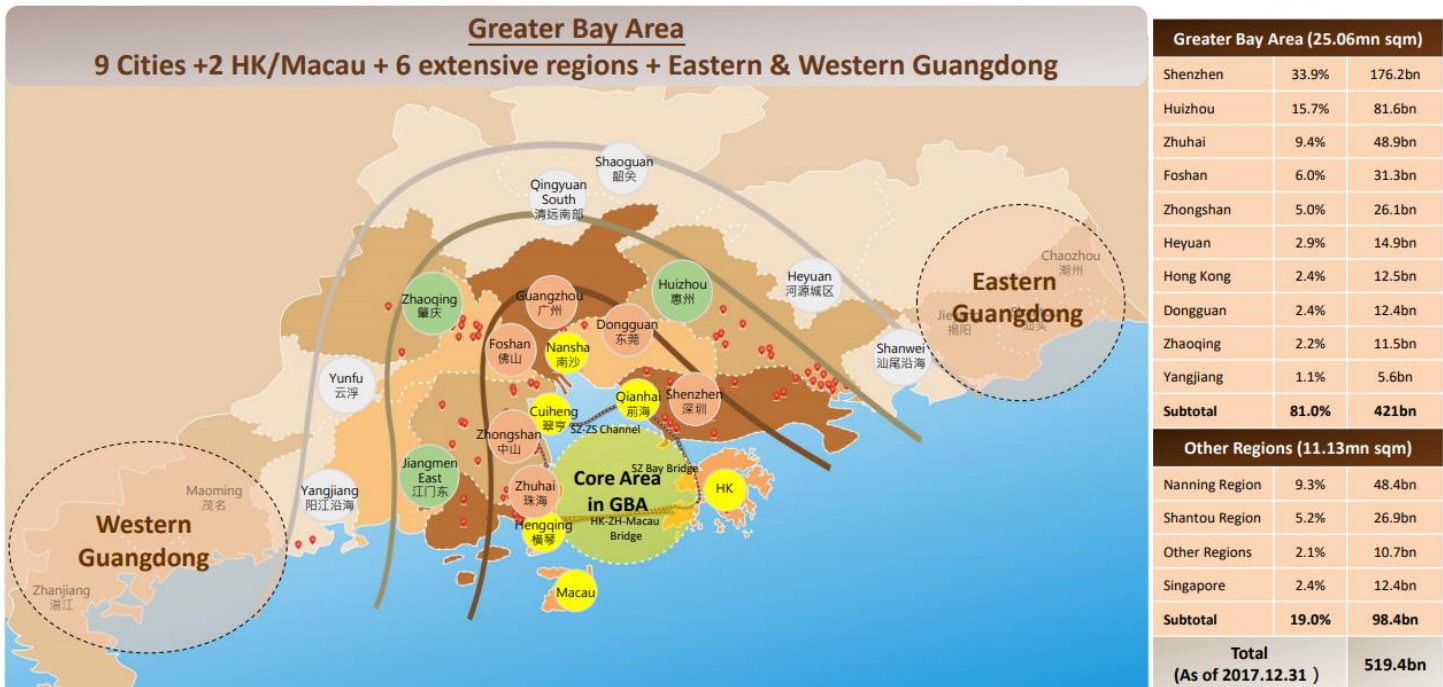 Greater Bay Area
9 Cities +2 HK/Macau + 6 extensive regions + Eastern & Western Guangdong
Shaoguan
韶关
Qingyuan
South
清远南部
Heyuan
河源城区
Chaozhou
潮州
Eastern
Guangdong
揭阳
汕头
Zhaoqing
肇庆
Huizhou
惠州
Guangzhou
广州
Dongguan
东莞
Foshan
佛山
Nansha
南沙
Shanwei
汕尾沿海
Yunfu
云浮
Cuiheng
翠亨
Qianhai
前海
Shenzhen
深圳
SZ-ZS Channel
Zhongshan
中山
Jiangmen
East
江门东
SZ Bay Bridge
Core Area
in GBA
HK-ZH-Macau
Bridge
HK
Zhuhai
珠海
Hengqing
横琴
Yangjiang
阳江沿海
Maoming
茂名
Western
Guangdong
Zhanjiang
湛江
Macau
Greater Bay Area (25.06mn sqm)
Shenzhen 33.9% 176.2bn
Huizhou 15.7% 81.6bn
Zhuhai 9.4% 48.9bn
Foshan 6.0% 31.3bn
Zhongshan 5.0% 26.1bn
Heyuan 2.9% 14.9bn
Hong Kong 2.4% 12.5bn
Dongguan 2.4% 12.4bn
Zhaoqing 2.2% 11.5bn
Yangjiang 1.1% 5.6bn
Subtotal 81.0% 421bn
Other Regions (11.13mn sqm)
Nanning Region 9.3% 48.4bn
Shantou Region 5.2% 26.9bn
Other Regions 2.1% 10.7bn
Singapore 2.4% 12.4bn
Subtotal 19.0% 98.4bn
Total
(As of 2017.12.31 ) 519.4bn